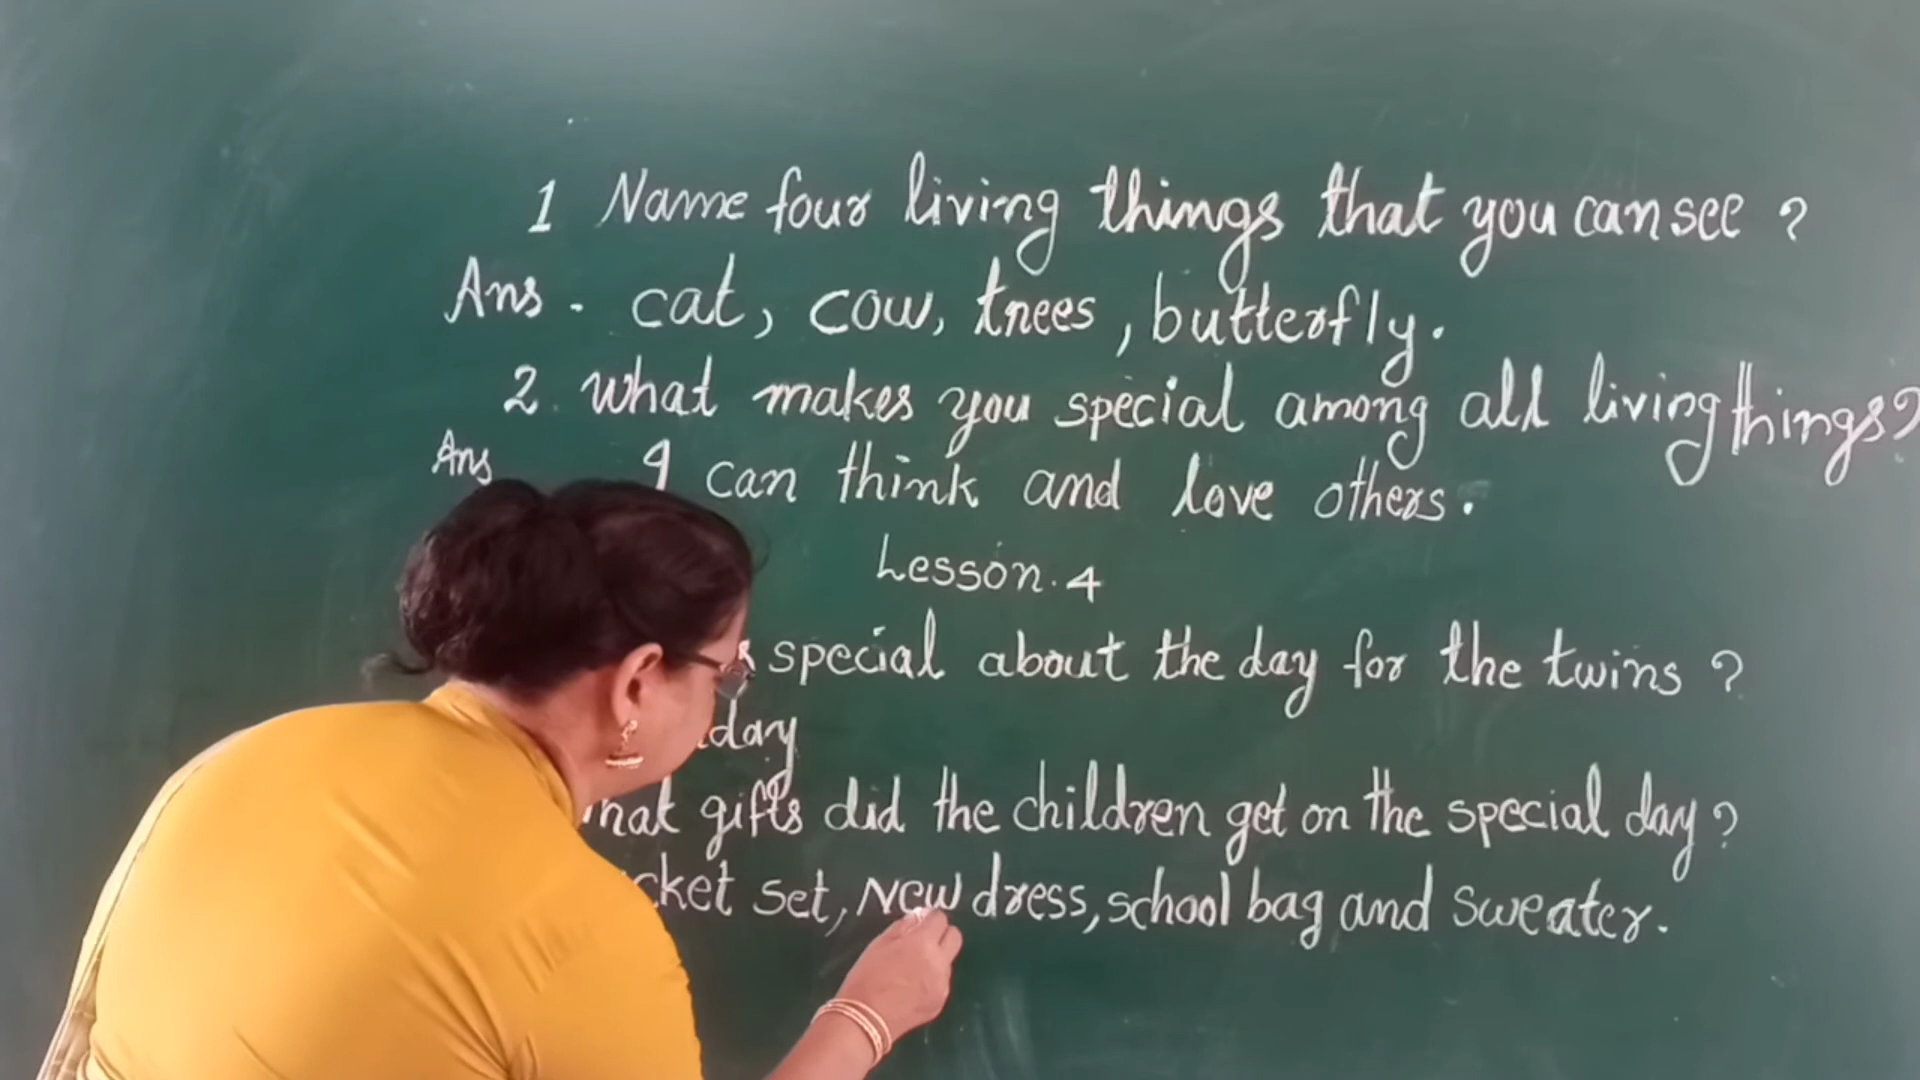 1 Name four living things that you can see ?
Ans . cat, cow, trees, butterfly.
2. what makes you special among all living things?
Ans I can think and love others.
Lesson. 4
special about the day for the twins ?
day
gifts did the children get on the special day ?
set, New dress, school bag and sweater.